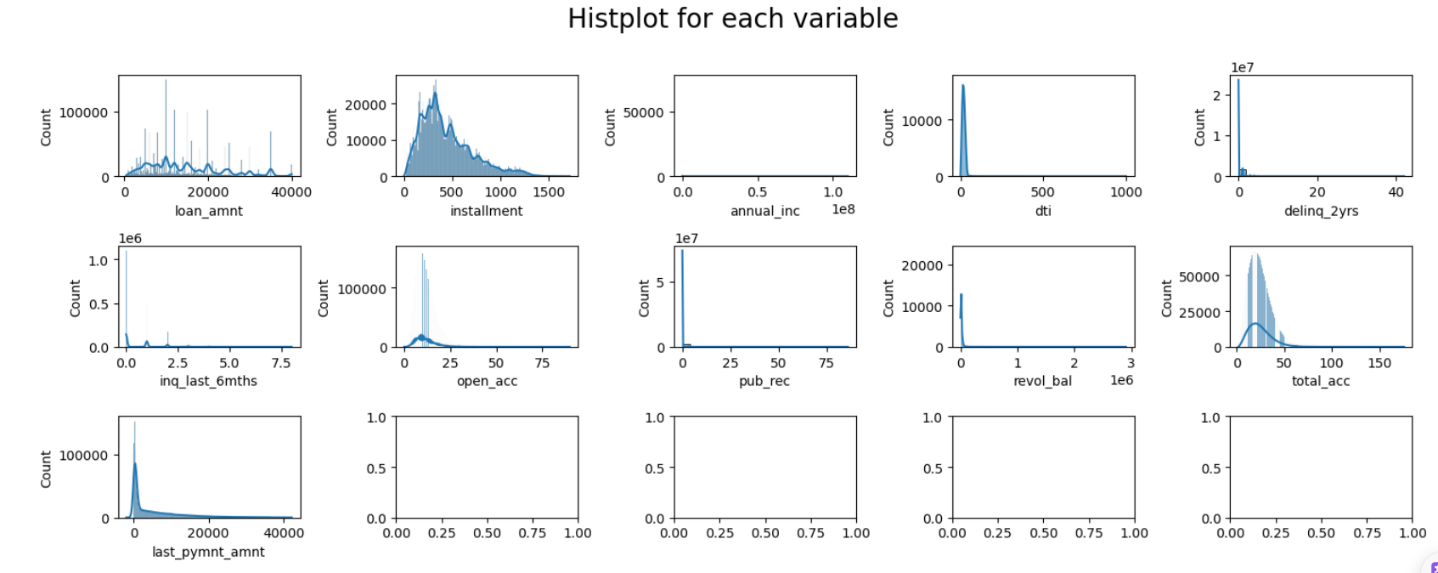 Histplot for each variable
1e7
100000
0
Count
0 20000 40000
loan_amnt
20000
10000
0
Count
0 500 1000 1500
installment
50000
0
Count
0.0 0.5 1.0
1e8
annual_inc
10000
0
Count
0 500 1000
dti
2
1
0
Count
0 20 40
delinq_2yrs
1e6
1.0
0.5
0.0
Count
0.0 2.5 5.0 7.5
inq_last_6mths
100000
0
Count
0 25 50 75
open_acc
1e7
5
0
Count
0 25 50 75
pub_rec
20000
10000
0
Count
0 1 2 3
1e6
revol_bal
50000
25000
0
Count
0 50 100 150
total_acc
100000
0
Count
0 20000 40000
last_pymnt_amnt
1.0
0.5
0.0
0.00 0.25 0.50 0.75 1.00
1.0
0.5
0.0
0.00 0.25 0.50 0.75 1.00
1.0
0.5
0.0
0.00 0.25 0.50 0.75 1.00
1.0
0.5
0.0
0.00 0.25 0.50 0.75 1.00